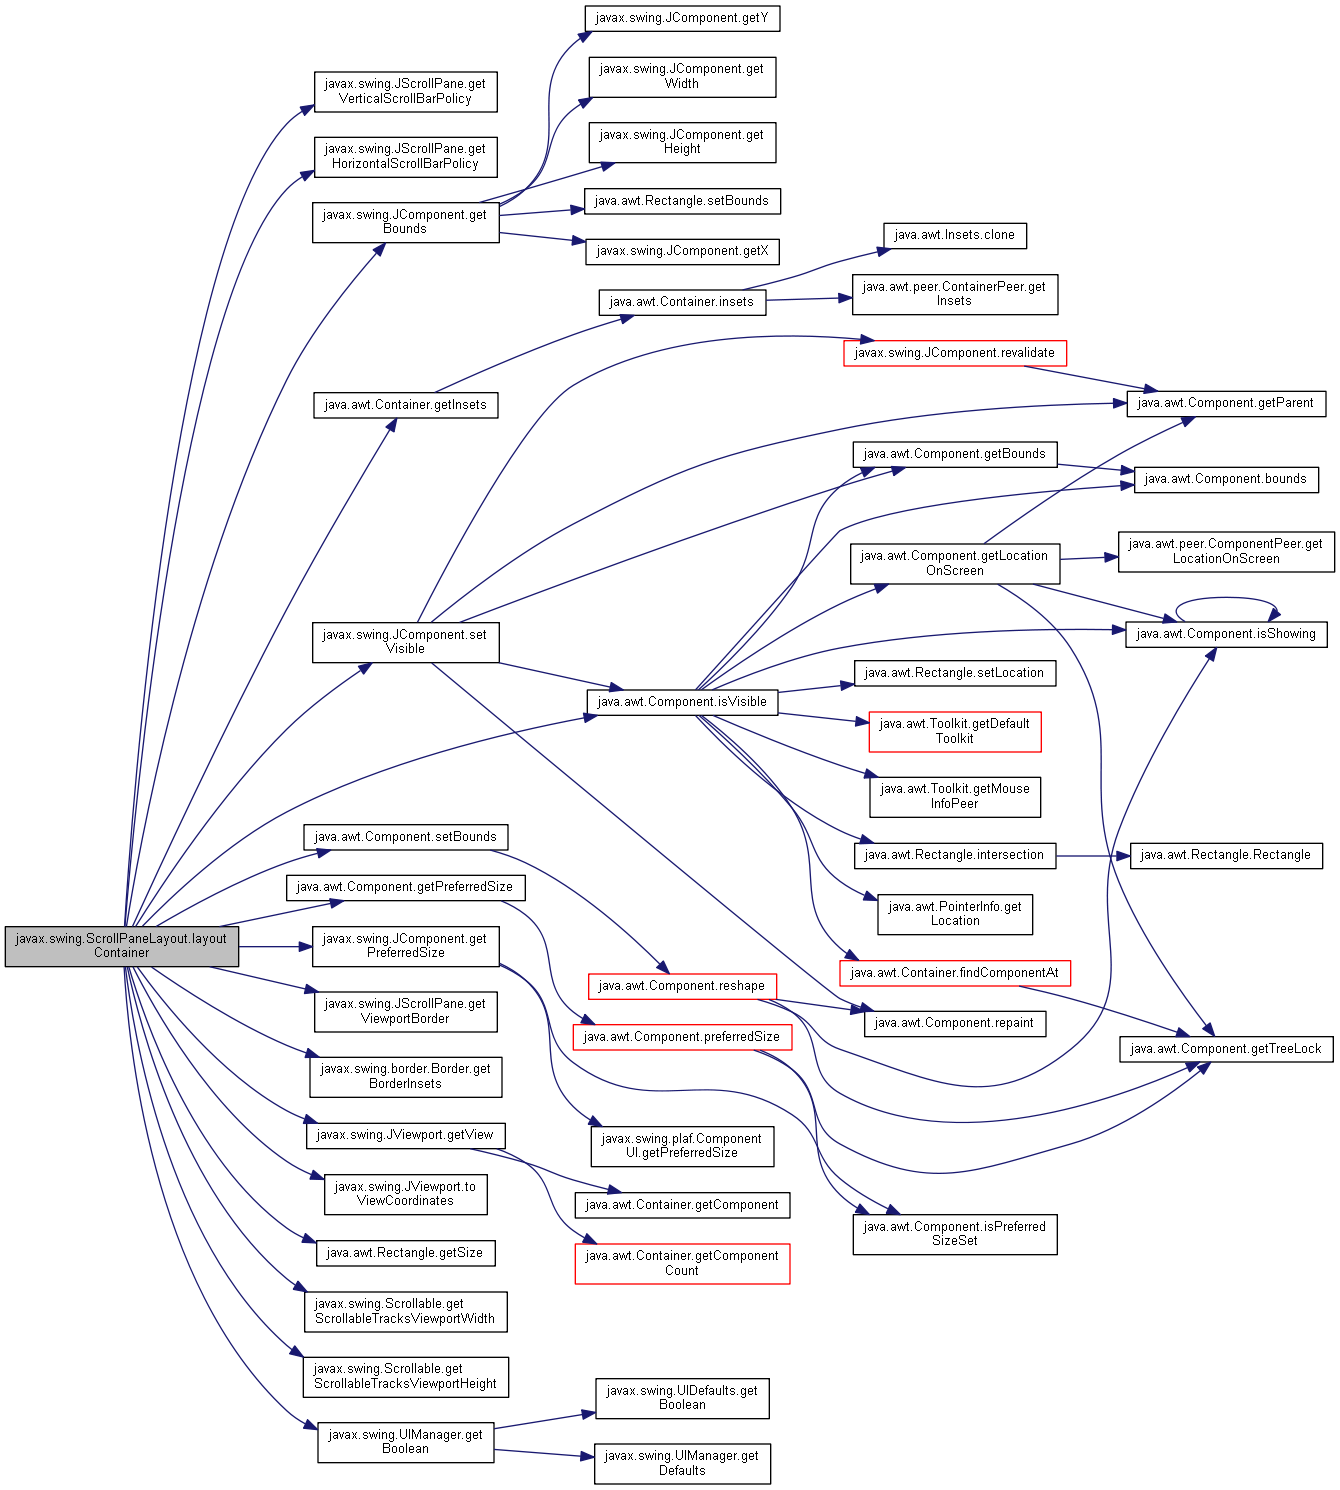 javax.swing.JComponent.getY
javax.swing.JComponent.get
Width
javax.swing.JScrollPane.get
VerticalScrollBarPolicy
javax.swing.JComponent.get
Height
javax.swing.JScrollPane.get
HorizontalScrollBarPolicy
java.awt.Rectangle.setBounds
javax.swing.JComponent.get
Bounds
javax.swing.JComponent.getX
java.awt.Insets.clone
java.awt.Container.insets
java.awt.peer.ContainerPeer.get
Insets
javax.swing.JComponent.revalidate
java.awt.Container.getInsets
java.awt.Component.getParent
java.awt.Component.getBounds
java.awt.Component.bounds
java.awt.Component.getLocation
OnScreen
java.awt.peer.ComponentPeer.get
LocationOnScreen
javax.swing.JComponent.set
Visible
java.awt.Component.isShowing
java.awt.Rectangle.setLocation
java.awt.Component.isVisible
java.awt.Toolkit.getDefault
Toolkit
java.awt.Toolkit.getMouse
InfoPeer
java.awt.Component.setBounds
java.awt.Rectangle.intersection
java.awt.Rectangle.Rectangle
java.awt.Component.getPreferredSize
java.awt.PointerInfo.get
Location
javax.swing.ScrollPaneLayout.layout
Container
javax.swing.JComponent.get
PreferredSize
java.awt.Container.findComponentAt
java.awt.Component.reshape
javax.swing.JScrollPane.get
ViewportBorder
java.awt.Component.repaint
java.awt.Component.preferredSize
java.awt.Component.getTreeLock
javax.swing.border.Border.get
BorderInsets
javax.swing.JViewport.getView
javax.swing.plaf.Component
UI.getPreferredSize
javax.swing.JViewport.to
ViewCoordinates
java.awt.Container.getComponent
java.awt.Component.isPreferred
SizeSet
java.awt.Rectangle.getSize
java.awt.Container.getComponent
Count
javax.swing.Scrollable.get
ScrollableTracksViewportWidth
javax.swing.Scrollable.get
ScrollableTracksViewportHeight
javax.swing.UIDefaults.get
Boolean
javax.swing.UIManager.get
Boolean
javax.swing.UIManager.get
Defaults